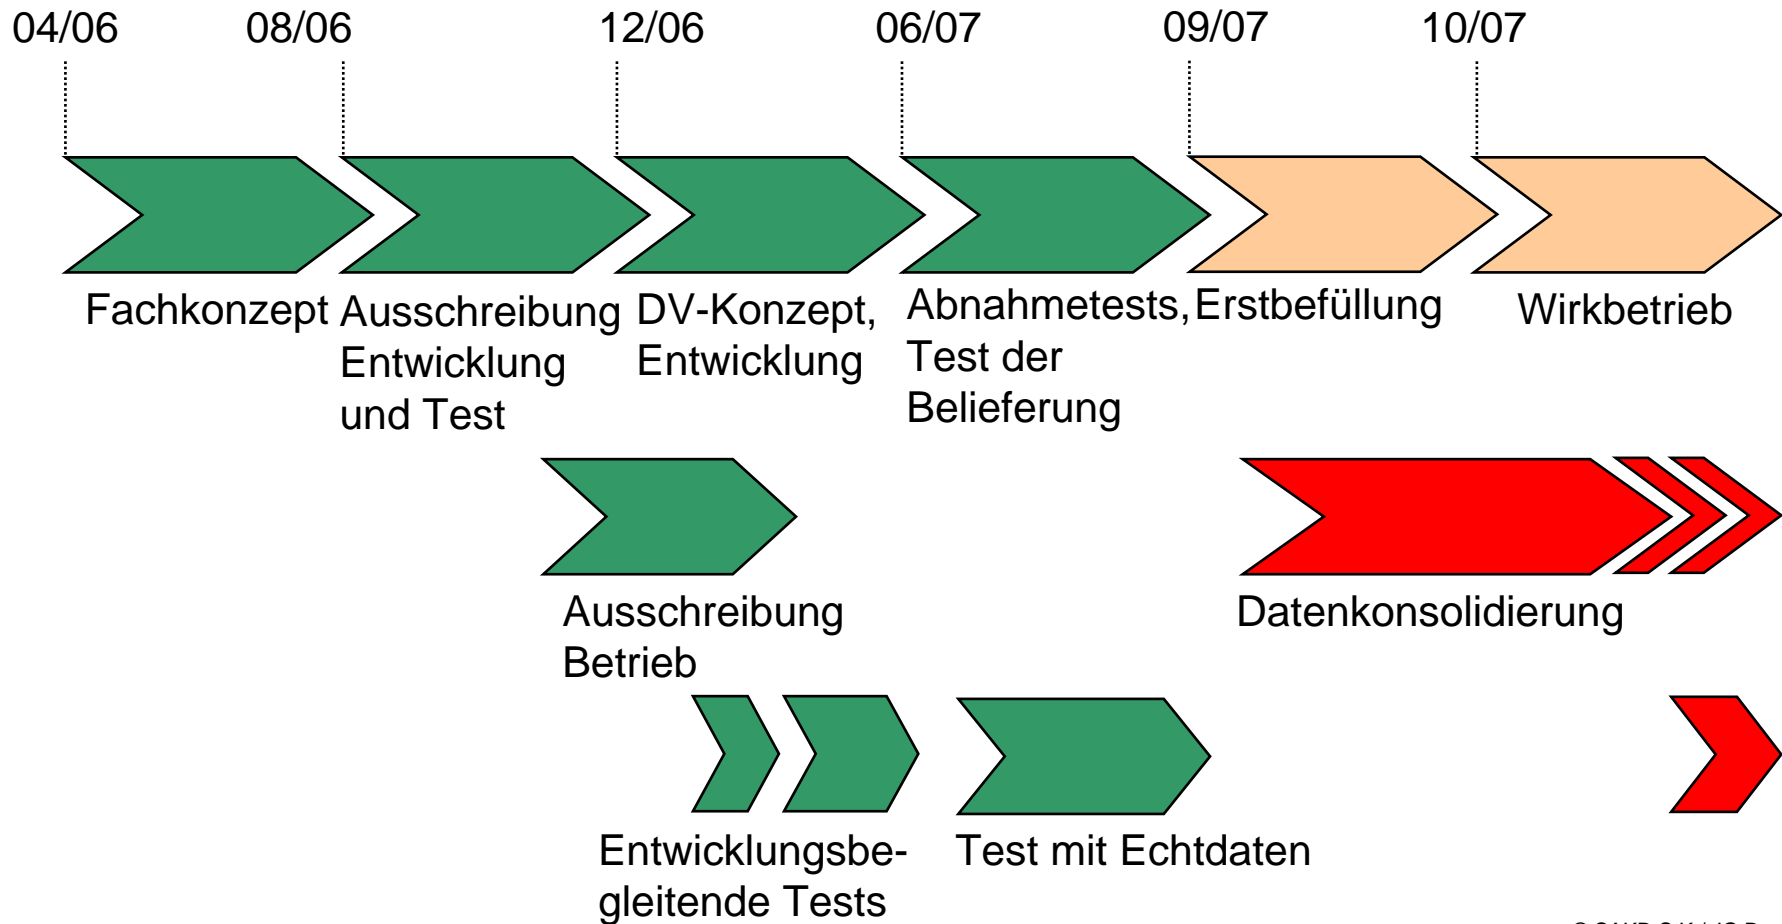 04/06 08/06 12/06 06/07 09/07 10/07
Fachkonzept
Ausschreibung
Entwicklung
und Test
DV-Konzept,
Entwicklung
Abnahmetests,
Test der
Belieferung
Erstbefüllung
Wirkbetrieb
Ausschreibung
Betrieb
Datenkonsolidierung
Entwicklungsbe-
gleitende Tests
Test mit Echtdaten